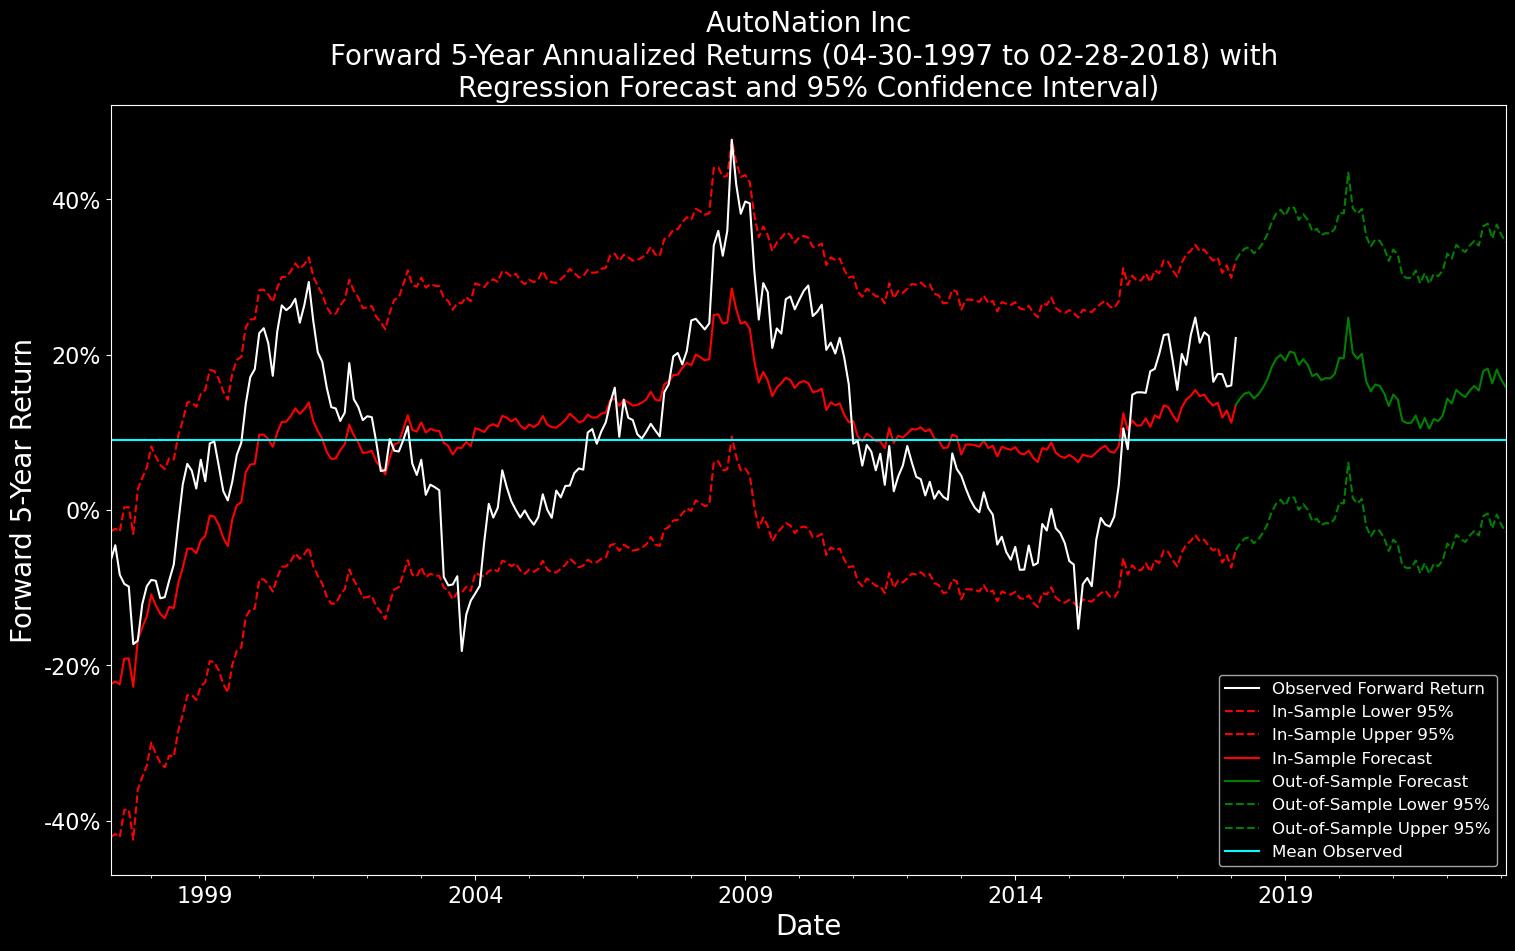 AutoNation Inc
Forward 5-Year Annualized Returns (04-30-1997 to 02-28-2018) with
Regression Forecast and 95% Confidence Interval)
Forward 5-Year Return
40%
20%
0%
-20%
-40%
Observed Forward Return
In-Sample Lower 95%
In-Sample Upper 95%
In-Sample Forecast
Out-of-Sample Forecast
Out-of-Sample Lower 95%
Out-of-Sample Upper 95%
Mean Observed
1999
2004
2009
2014
2019
Date